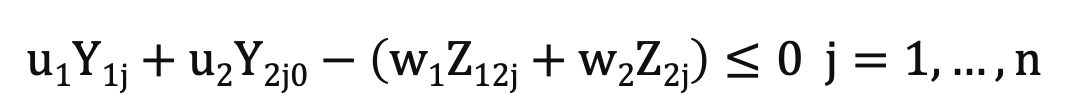 u₁Y₁ⱼ + u₂Y₂ⱼ₀ − (w₁Z₁₂ⱼ + w₂Z₂ⱼ) ≤ 0 j = 1, … , n